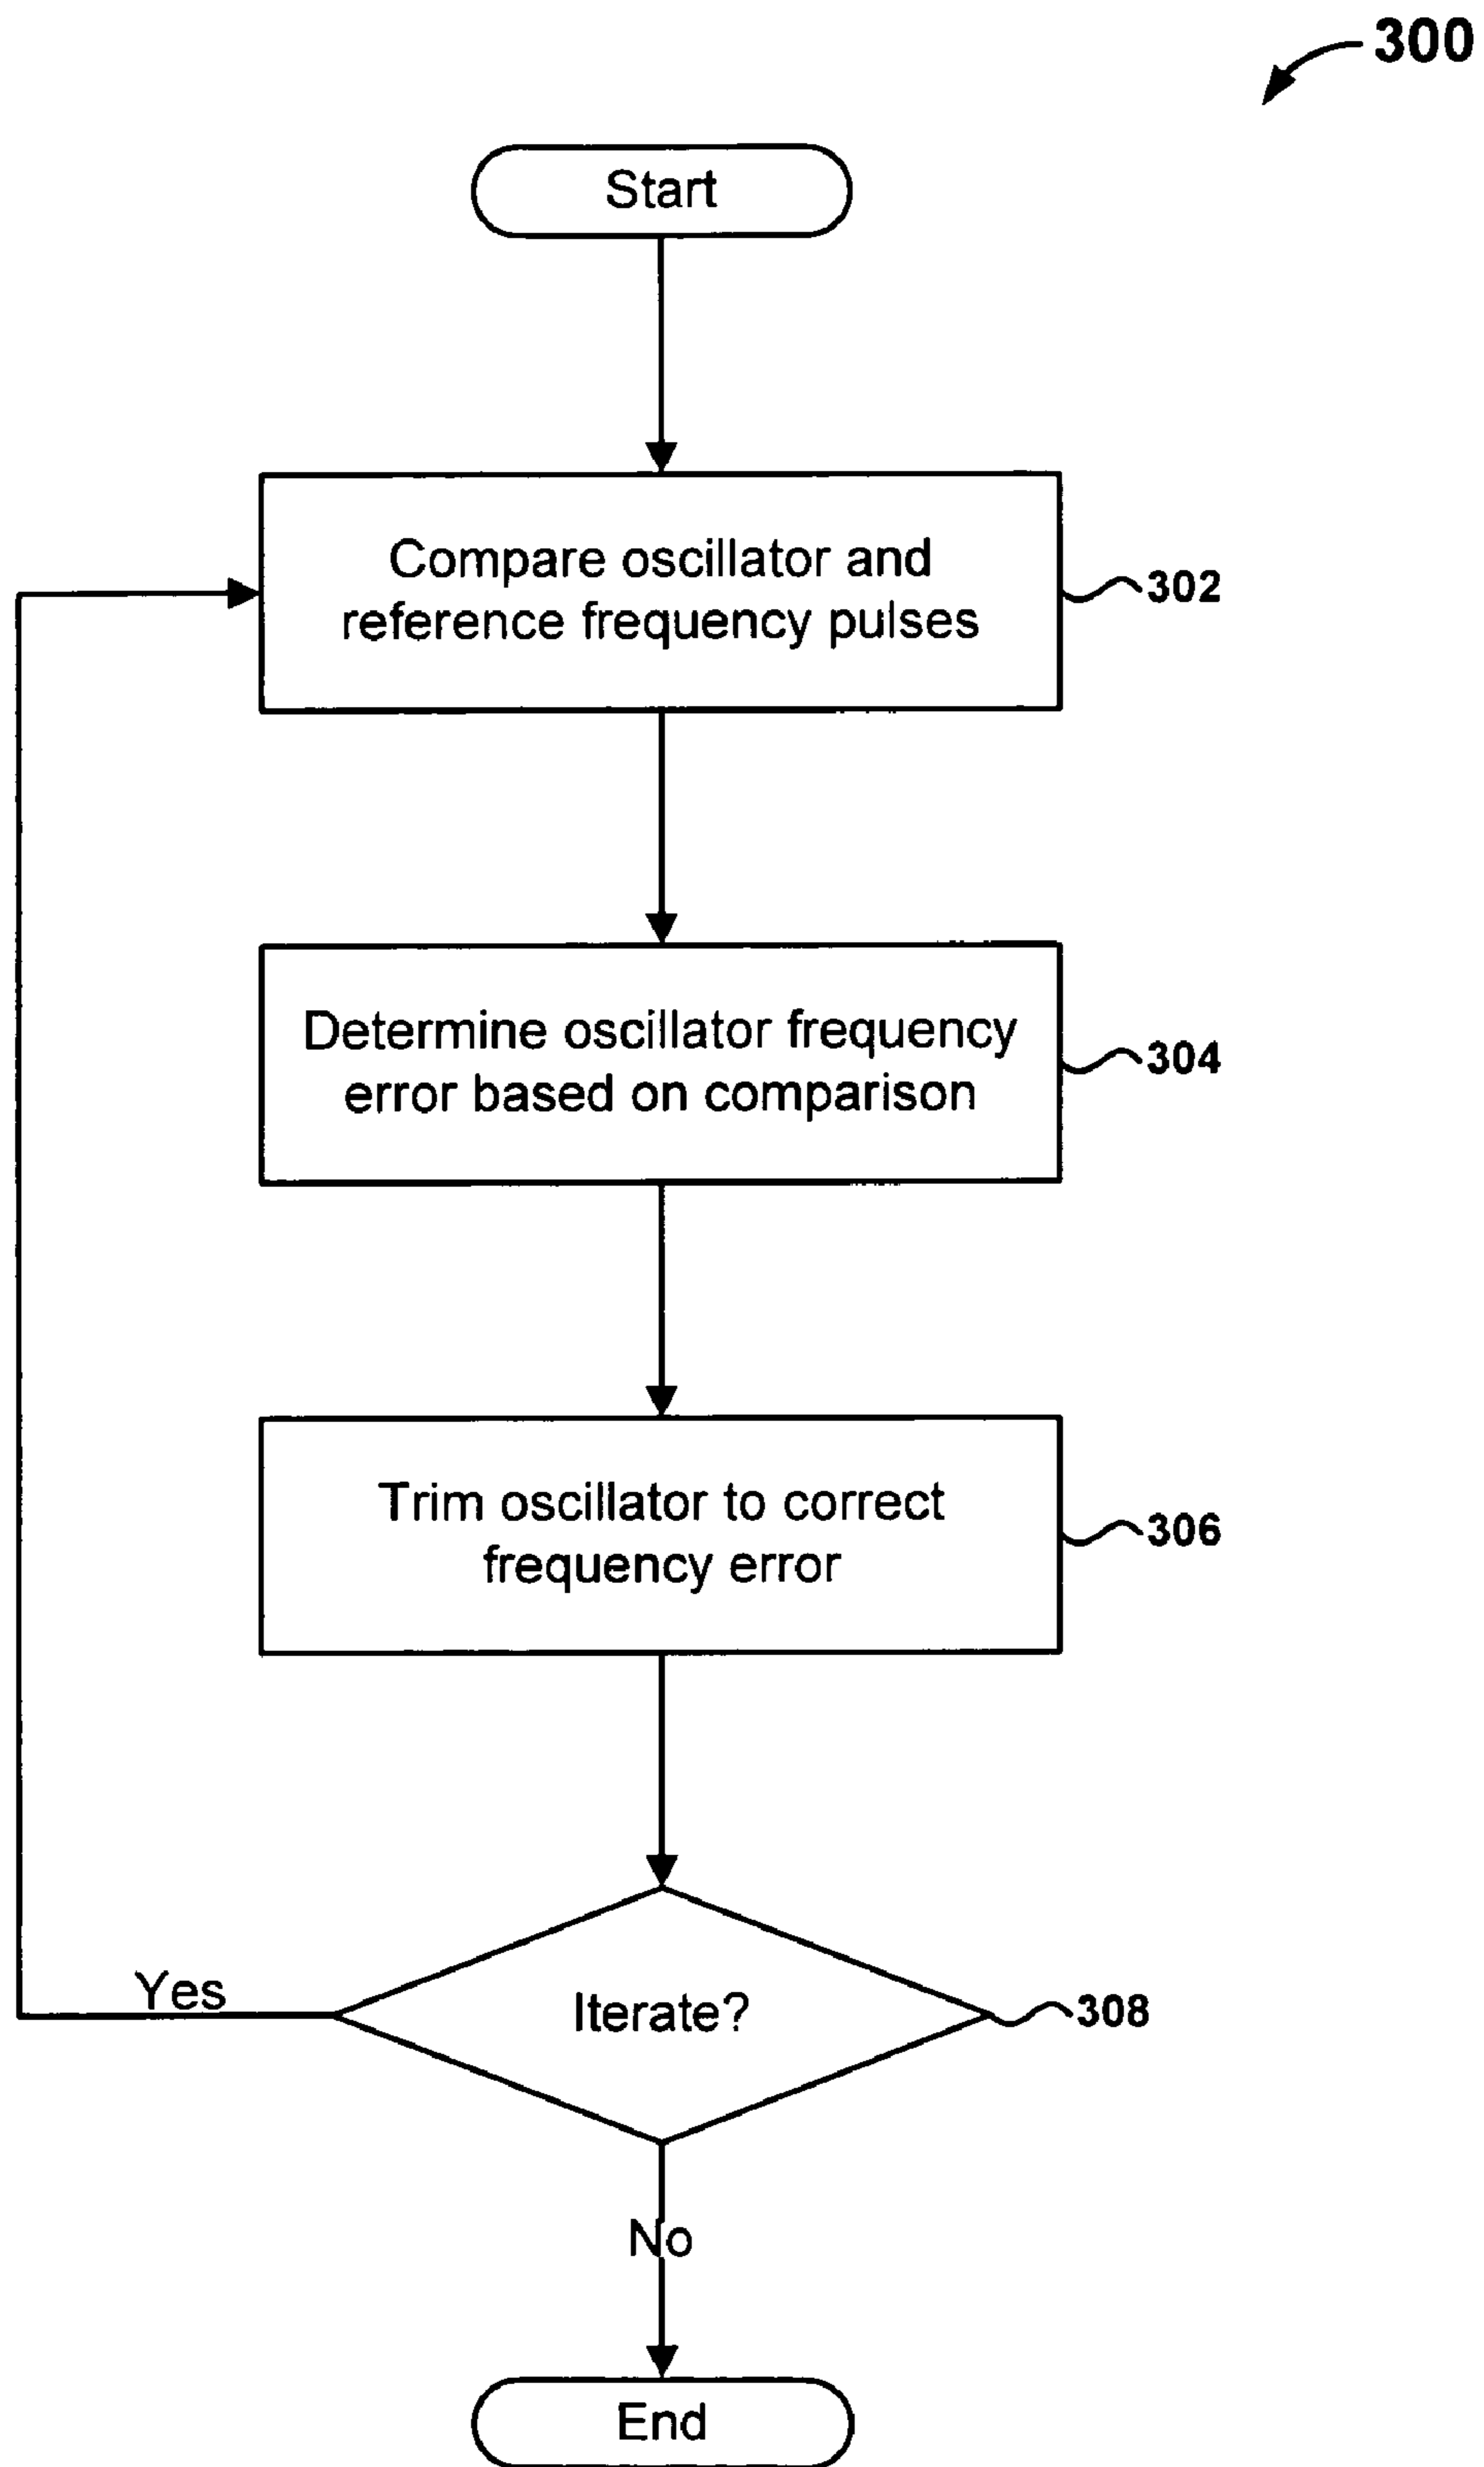 300
Start
Compare oscillator and
reference frequency pulses
302
Determine oscillator frequency
error based on comparison
304
Trim oscillator to correct
frequency error
306
Yes
Iterate?
308
No
End